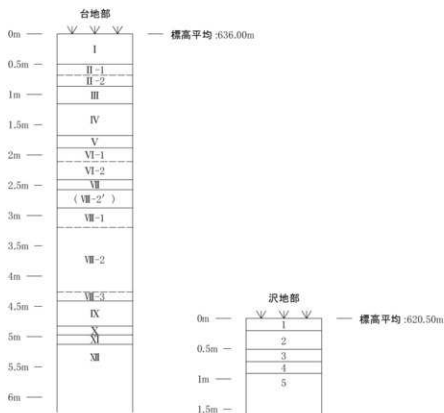 台地部
0m
標高平均:636.00m
Ⅰ
0.5m
Ⅱ-1
Ⅱ-2
1m
Ⅲ
1.5m
Ⅳ
Ⅴ
2m
Ⅵ-1
Ⅵ-2
2.5m
Ⅶ
(Ⅷ-2′)
3m
Ⅷ-1
3.5m
Ⅷ-2
4m
Ⅷ-3
4.5m
Ⅸ
Ⅹ
5m
Ⅺ
Ⅻ
5.5m
6m
沢地部
0m
標高平均:620.50m
1
2
0.5m
3
4
1m
5
1.5m